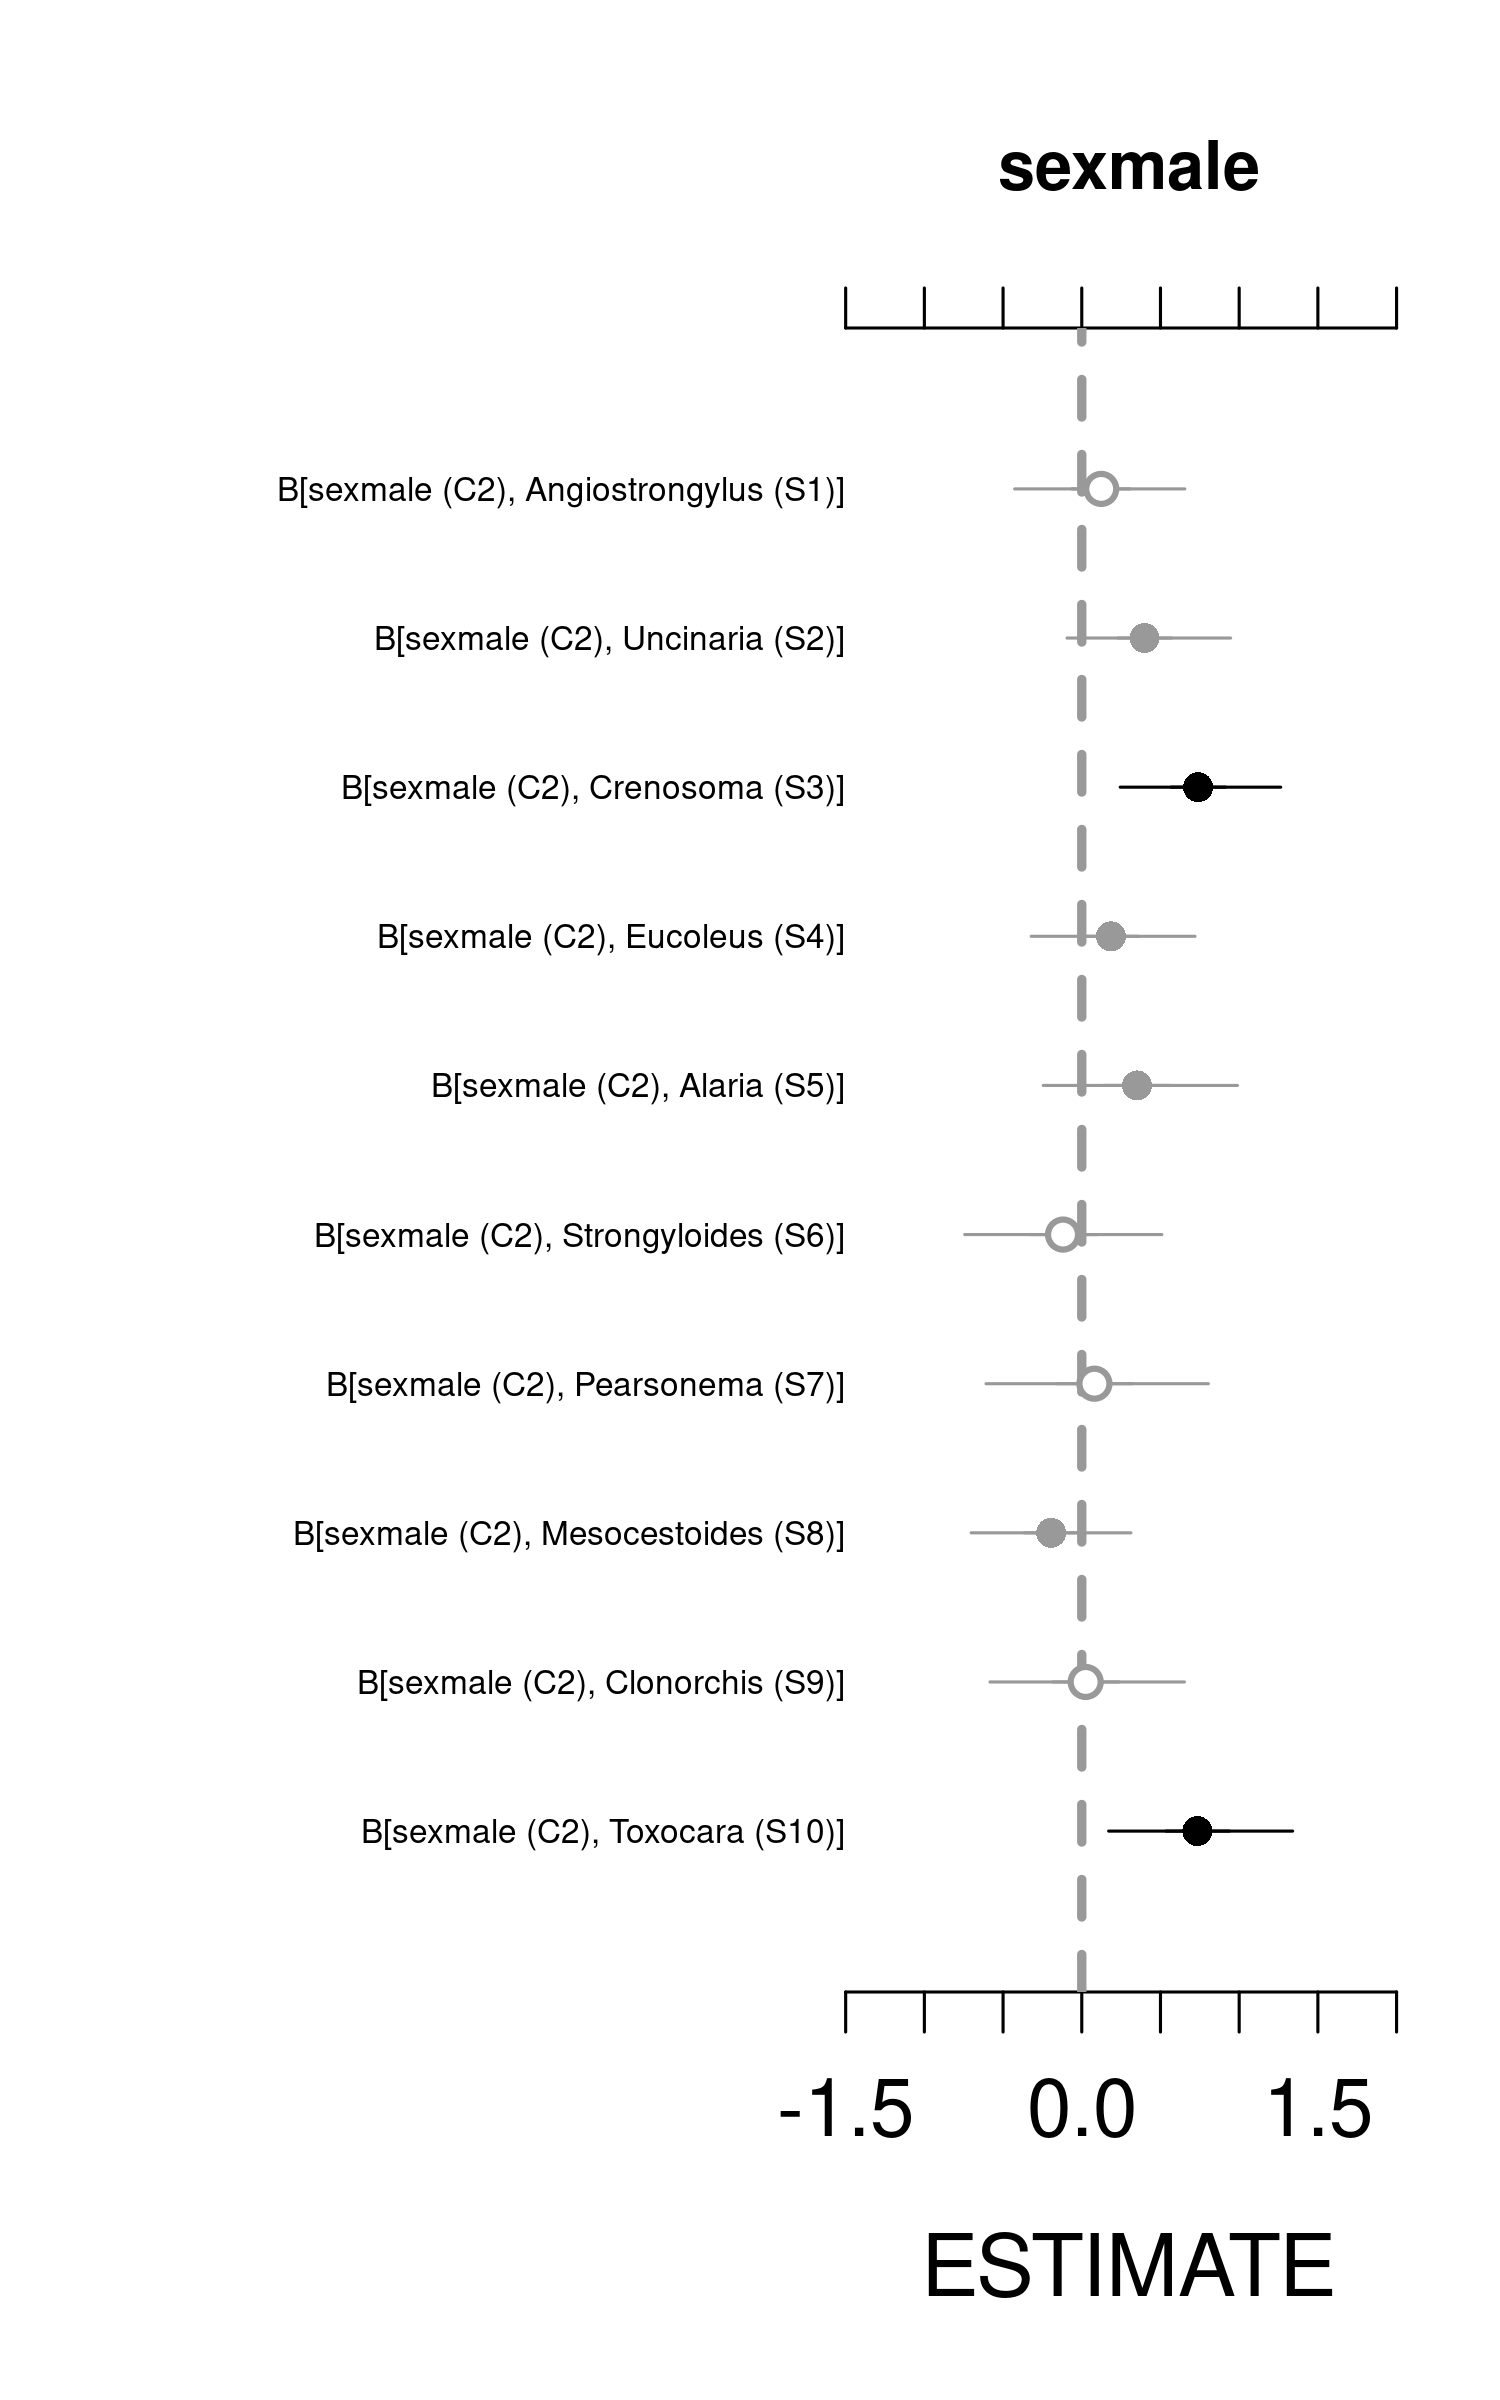 sexmale
B[sexmale (C2), Angiostrongylus (S1)]
B[sexmale (C2), Uncinaria (S2)]
B[sexmale (C2), Crenosoma (S3)]
B[sexmale (C2), Eucoleus (S4)]
B[sexmale (C2), Alaria (S5)]
B[sexmale (C2), Strongyloides (S6)]
B[sexmale (C2), Pearsonema (S7)]
B[sexmale (C2), Mesocestoides (S8)]
B[sexmale (C2), Clonorchis (S9)]
B[sexmale (C2), Toxocara (S10)]
-1.5 0.0 1.5
ESTIMATE